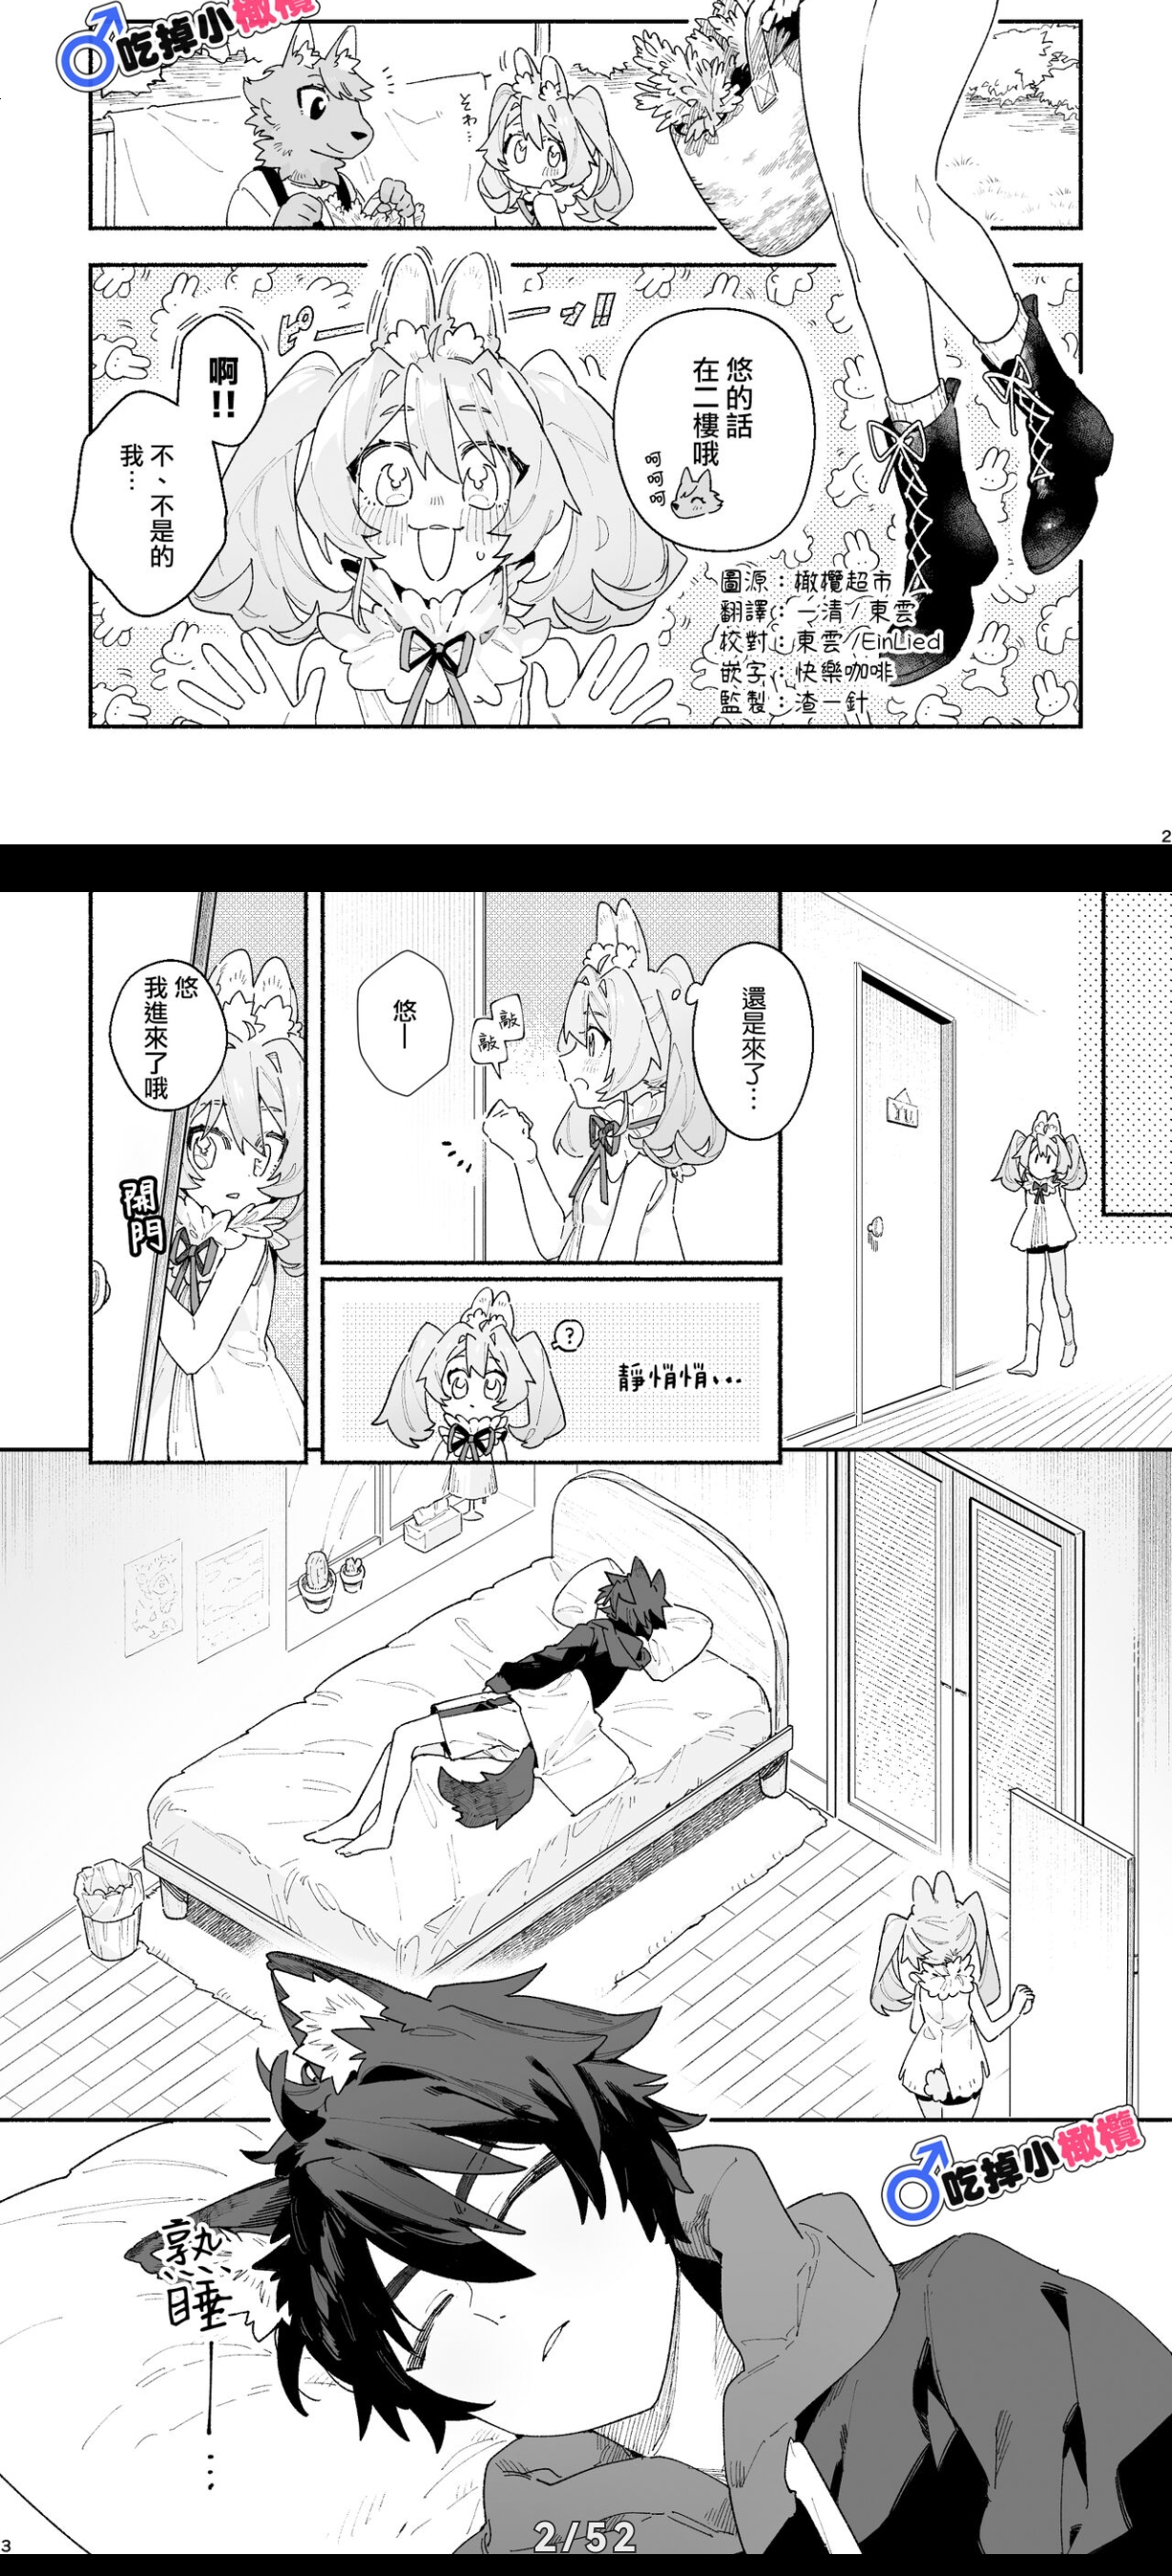 吃掉小橄欖
そわ…
悠的話
在二樓哦
呵呵呵
ピーーッ!!
啊!!
不、不是的
我…
圖源:橄欖超市
翻譯:一清/東雲
校對:東雲/EinLied
嵌字:快樂咖啡
監製:渣一針
2
還是來了…
敲
敲
悠—
靜悄悄...
?
悠
我進來了哦
開門
吃掉小橄欖
熟睡—…
2/52
3